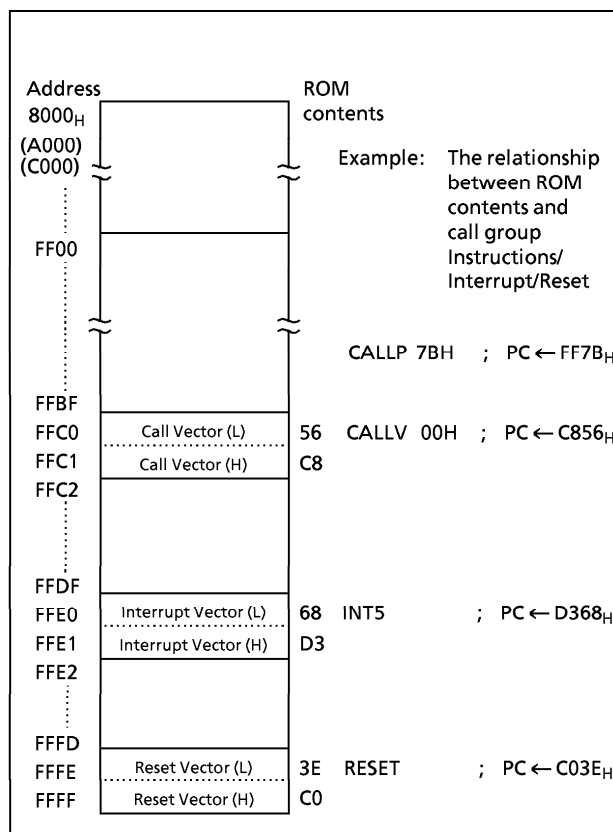 Address
ROM
contents
8000H
(A000)
(C000)
Example: The relationship
between ROM
contents and
call group
Instructions/
Interrupt/Reset
FF00
CALLP 7BH ; PC ← FF7BH
FFBF
FFC0 Call Vector (L) 56 CALLV 00H ; PC ← C856H
FFC1 Call Vector (H) C8
FFC2
FFDF
FFE0 Interrupt Vector (L) 68 INT5 ; PC ← D368H
FFE1 Interrupt Vector (H) D3
FFE2
FFFD
FFFE Reset Vector (L) 3E RESET ; PC ← C03EH
FFFF Reset Vector (H) C0